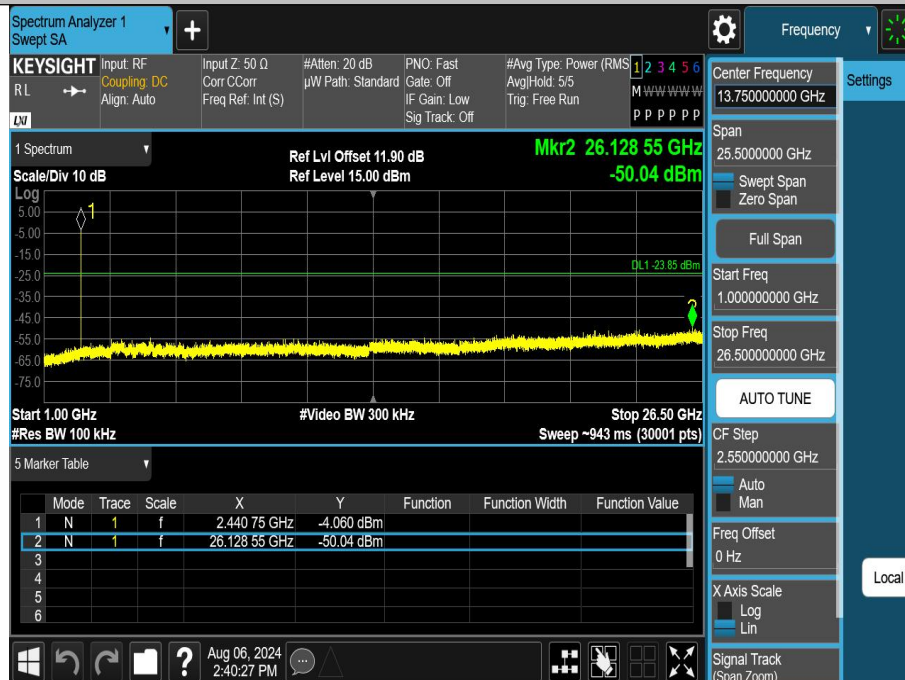 Spectrum Analyzer 1
Swept SA
+
Frequency
KEYSIGHT
RL
LXI
Input: RF
Coupling: DC
Align: Auto
Input Z: 50 Ω
Corr CCorr
Freq Ref: Int (S)
#Atten: 20 dB
µW Path: Standard
PNO: Fast
Gate: Off
IF Gain: Low
Sig Track: Off
#Avg Type: Power (RMS
Avg|Hold: 5/5
Trig: Free Run
1 2 3 4 5 6
M W W W W W
P P P P P P
1 Spectrum
Scale/Div 10 dB
Ref Lvl Offset 11.90 dB
Ref Level 15.00 dBm
Mkr2 26.128 55 GHz
-50.04 dBm
Log
5.00
-5.00
-15.0
-25.0
-35.0
-45.0
-55.0
-65.0
-75.0
1
DL1 -23.85 dBm
Start 1.00 GHz
#Video BW 300 kHz
Stop 26.50 GHz
#Res BW 100 kHz
Sweep ~943 ms (30001 pts)
5 Marker Table
Mode Trace Scale X Y Function Function Width Function Value
1 N 1 f 2.440 75 GHz -4.060 dBm
2 N 1 f 26.128 55 GHz -50.04 dBm
3
4
5
6
?
Aug 06, 2024
2:40:27 PM
Center Frequency
13.750000000 GHz
Settings
Span
25.5000000 GHz
Swept Span
Zero Span
Full Span
Start Freq
1.000000000 GHz
Stop Freq
26.500000000 GHz
AUTO TUNE
CF Step
2.550000000 GHz
Auto
Man
Freq Offset
0 Hz
Local
X Axis Scale
Log
Lin
Signal Track
(Span Zoom)